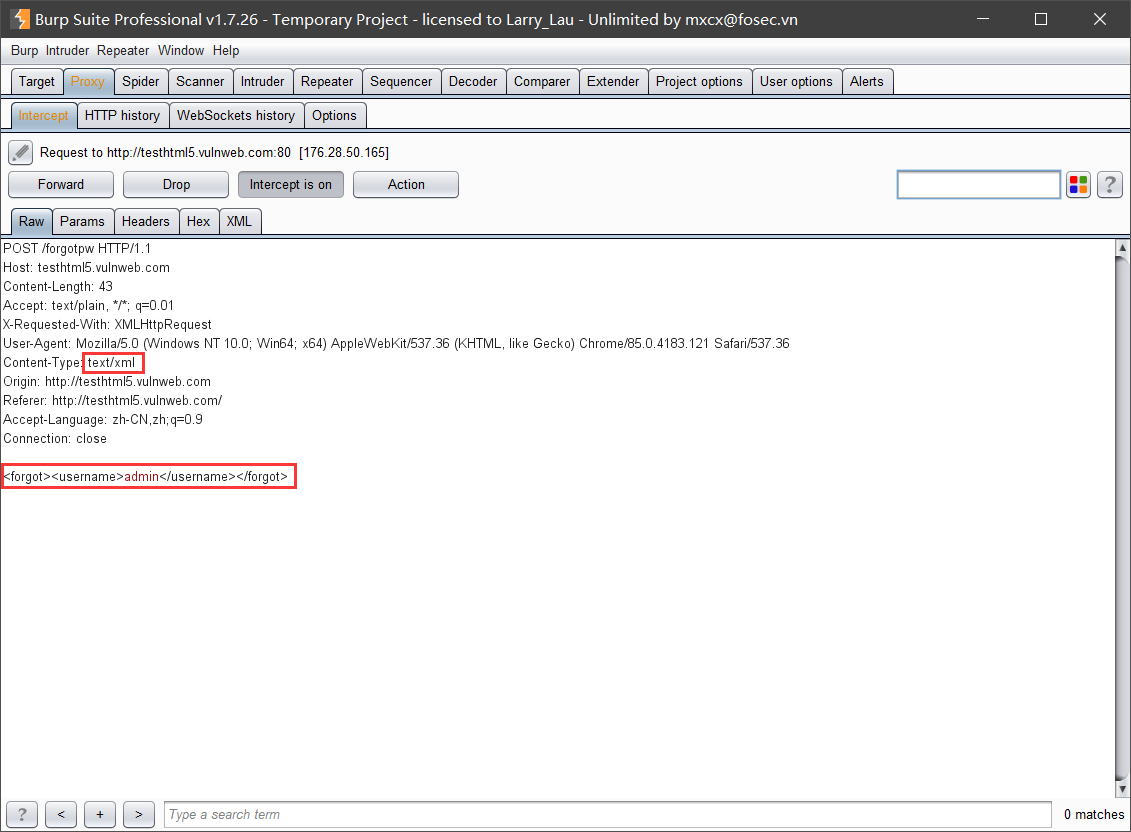 Burp Suite Professional v1.7.26 - Temporary Project - licensed to Larry_Lau - Unlimited by mxcx@fosec.vn
Burp Intruder Repeater Window Help
Target Proxy Spider Scanner Intruder Repeater Sequencer Decoder Comparer Extender Project options User options Alerts
Intercept HTTP history WebSockets history Options
Request to http://testhtml5.vulnweb.com:80 [176.28.50.165]
Forward Drop Intercept is on Action ?
Raw Params Headers Hex XML
POST /forgotpw HTTP/1.1
Host: testhtml5.vulnweb.com
Content-Length: 43
Accept: text/plain, */*; q=0.01
X-Requested-With: XMLHttpRequest
User-Agent: Mozilla/5.0 (Windows NT 10.0; Win64; x64) AppleWebKit/537.36 (KHTML, like Gecko) Chrome/85.0.4183.121 Safari/537.36
Content-Type: text/xml
Origin: http://testhtml5.vulnweb.com
Referer: http://testhtml5.vulnweb.com/
Accept-Language: zh-CN,zh;q=0.9
Connection: close
<forgot><username>admin</username></forgot>
? < + > Type a search term 0 matches